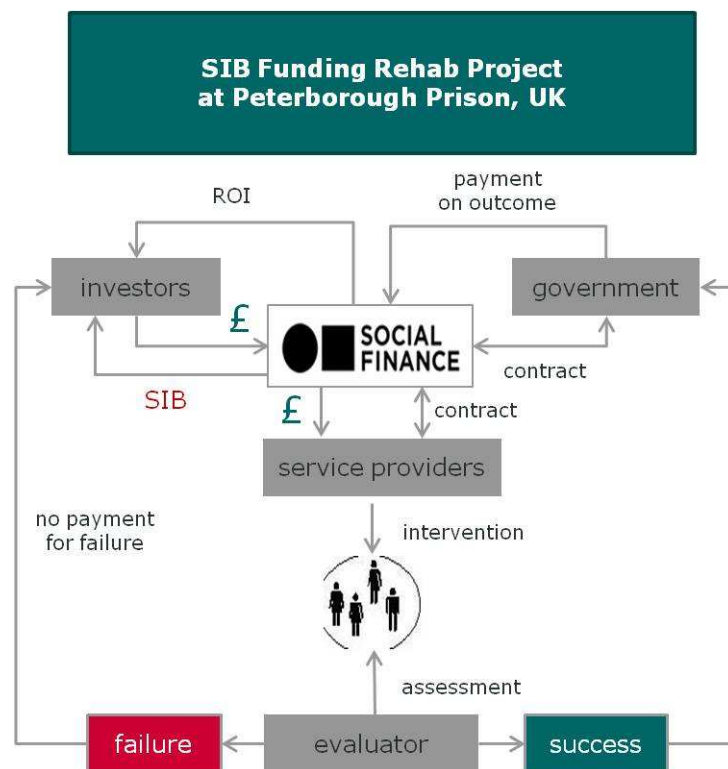 SIB Funding Rehab Project
at Peterborough Prison, UK
ROI
payment
on outcome
investors
government
£
SOCIAL
FINANCE
contract
SIB
£
contract
service providers
no payment
for failure
intervention
assessment
failure
evaluator
success